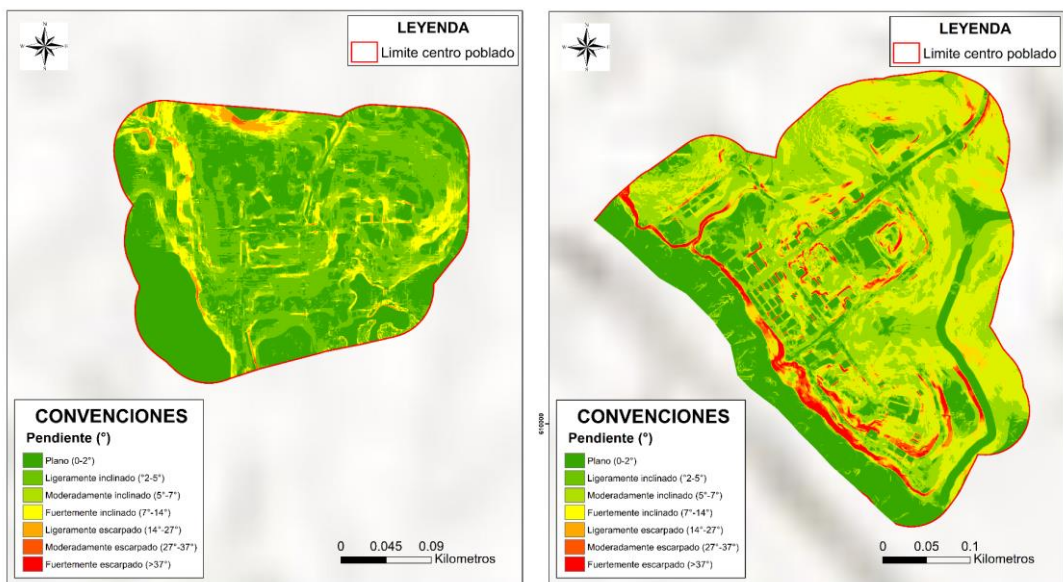 N
W
E
S
LEYENDA
Limite centro poblado
CONVENCIONES
Pendiente (°)
Plano (0-2°)
Ligeramente inclinado (°2-5°)
Moderadamente inclinado (5°-7°)
Fuertemente inclinado (7°-14°)
Ligeramente escarpado (14°-27°)
Moderadamente escarpado (27°-37°)
Fuertemente escarpado (>37°)
0 0.045 0.09
Kilometros
N
W
E
S
LEYENDA
Limite centro poblado
CONVENCIONES
Pendiente (°)
Plano (0-2°)
Ligeramente inclinado (°2-5°)
Moderadamente inclinado (5°-7°)
Fuertemente inclinado (7°-14°)
Ligeramente escarpado (14°-27°)
Moderadamente escarpado (27°-37°)
Fuertemente escarpado (>37°)
0 0.05 0.1
Kilometros